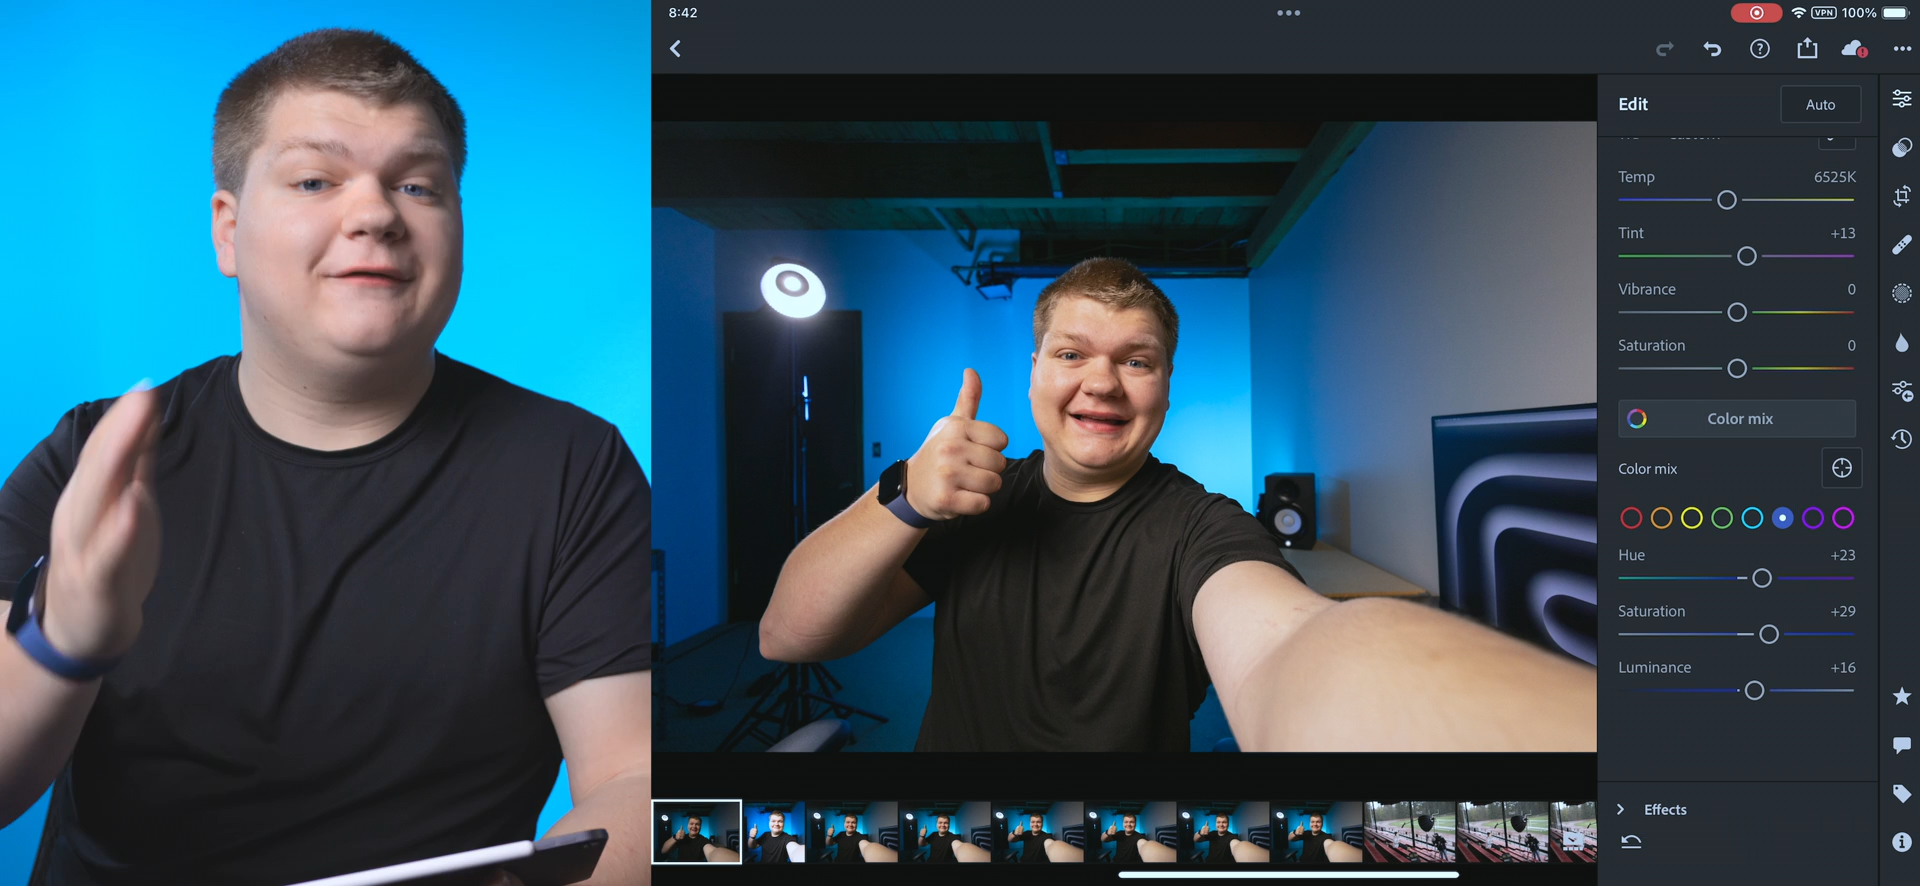 8:42
VPN 100%
Edit
Auto
Temp 6525K
Tint +13
Vibrance 0
Saturation 0
Color mix
Color mix
Hue +23
Saturation +29
Luminance +16
Effects